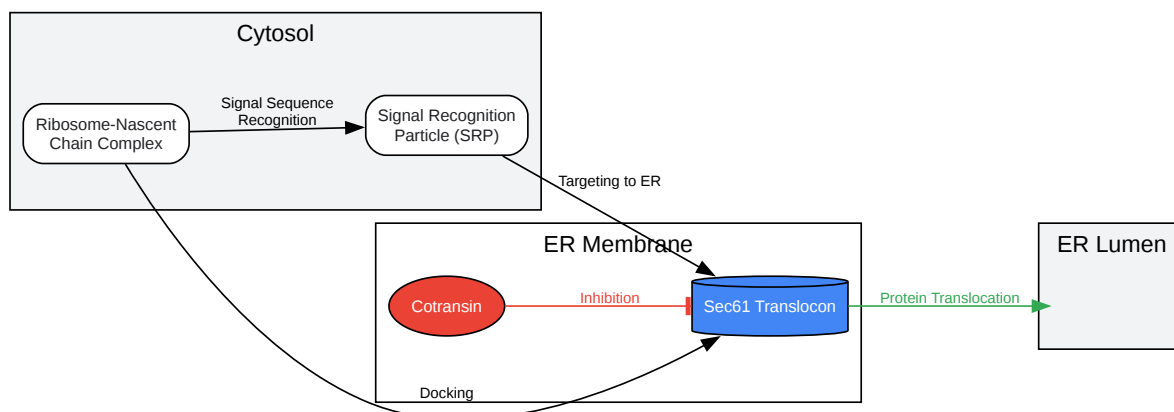 Cytosol
Signal Sequence
Recognition
Ribosome-Nascent
Chain Complex
Signal Recognition
Particle (SRP)
Targeting to ER
ER Membrane
ER Lumen
Cotransin
Inhibition
Sec61 Translocon
Protein Translocation
Docking